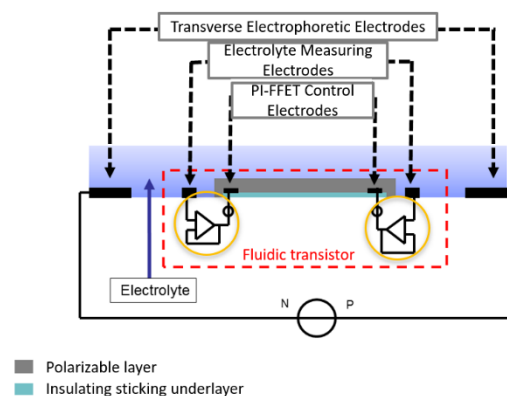 Transverse Electrophoretic Electrodes
Electrolyte Measuring
Electrodes
PI-FFET Control
Electrodes
Fluidic transistor
Electrolyte
N
P
Polarizable layer
Insulating sticking underlayer